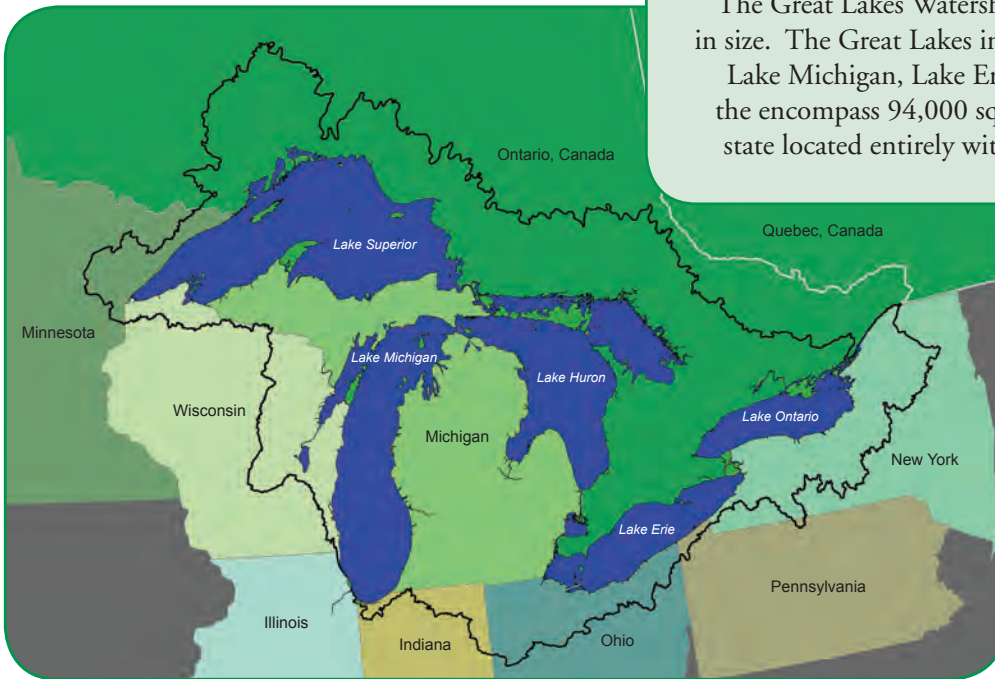 The Great Lakes Watersh
in size. The Great Lakes in
Lake Michigan, Lake Er
the encompass 94,000 sq
state located entirely wit
Ontario, Canada
Quebec, Canada
Lake Superior
Minnesota
Lake Michigan
Lake Huron
Wisconsin
Michigan
Lake Ontario
New York
Lake Erie
Pennsylvania
Illinois
Indiana
Ohio